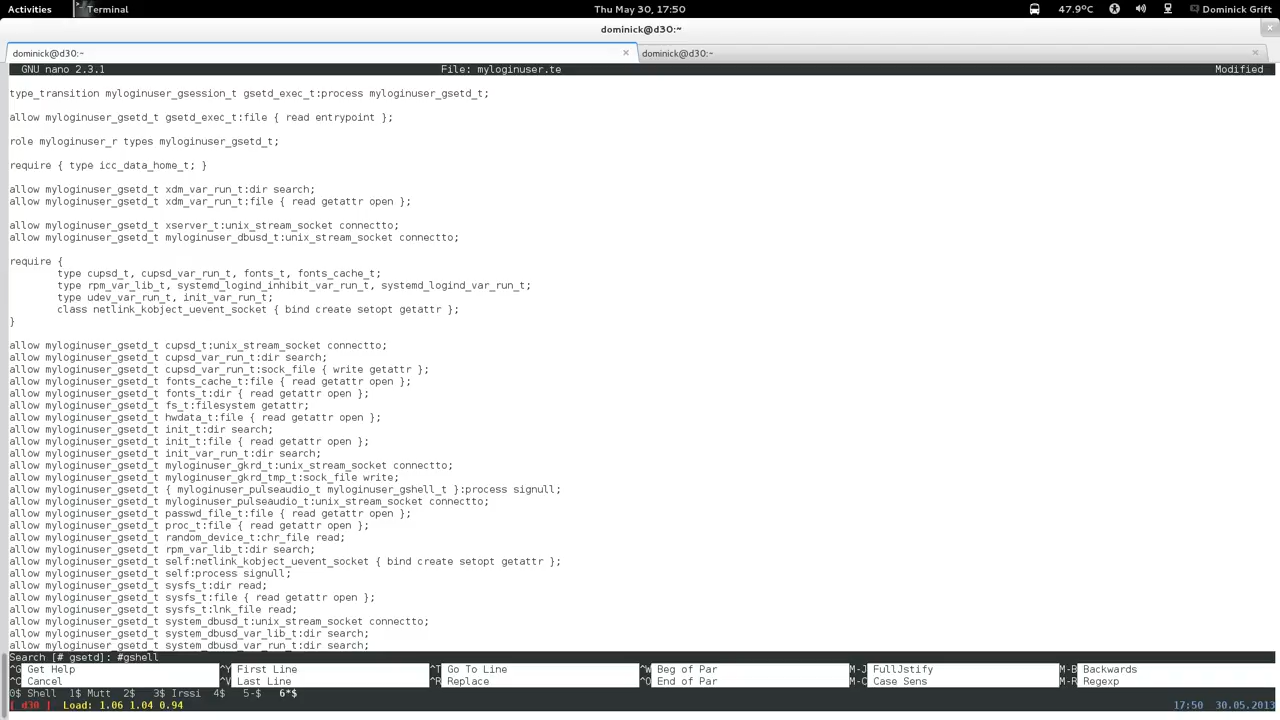 Activities Terminal Thu May 30, 17:50 47.9°C Dominick Grift
dominick@d30:~
dominick@d30:~ × dominick@d30:~ ×
GNU nano 2.3.1 File: myloginuser.te Modified
type_transition myloginuser_gsession_t gsetd_exec_t:process myloginuser_gsetd_t;
allow myloginuser_gsetd_t gsetd_exec_t:file { read entrypoint };
role myloginuser_r types myloginuser_gsetd_t;
require { type icc_data_home_t; }
allow myloginuser_gsetd_t xdm_var_run_t:dir search;
allow myloginuser_gsetd_t xdm_var_run_t:file { read getattr open };
allow myloginuser_gsetd_t xserver_t:unix_stream_socket connectto;
allow myloginuser_gsetd_t myloginuser_dbusd_t:unix_stream_socket connectto;
require {
type cupsd_t, cupsd_var_run_t, fonts_t, fonts_cache_t;
type rpm_var_lib_t, systemd_logind_inhibit_var_run_t, systemd_logind_var_run_t;
type udev_var_run_t, init_var_run_t;
class netlink_kobject_uevent_socket { bind create setopt getattr };
}
allow myloginuser_gsetd_t cupsd_t:unix_stream_socket connectto;
allow myloginuser_gsetd_t cupsd_var_run_t:dir search;
allow myloginuser_gsetd_t cupsd_var_run_t:sock_file { write getattr };
allow myloginuser_gsetd_t fonts_cache_t:file { read getattr open };
allow myloginuser_gsetd_t fonts_t:dir { read getattr open };
allow myloginuser_gsetd_t fs_t:filesystem getattr;
allow myloginuser_gsetd_t hwdata_t:file { read getattr open };
allow myloginuser_gsetd_t init_t:dir search;
allow myloginuser_gsetd_t init_t:file { read getattr open };
allow myloginuser_gsetd_t init_var_run_t:dir search;
allow myloginuser_gsetd_t myloginuser_gkrd_t:unix_stream_socket connectto;
allow myloginuser_gsetd_t myloginuser_gkrd_tmp_t:sock_file write;
allow myloginuser_gsetd_t { myloginuser_pulseaudio_t myloginuser_gshell_t }:process signull;
allow myloginuser_gsetd_t myloginuser_pulseaudio_t:unix_stream_socket connectto;
allow myloginuser_gsetd_t passwd_file_t:file { read getattr open };
allow myloginuser_gsetd_t proc_t:file { read getattr open };
allow myloginuser_gsetd_t random_device_t:chr_file read;
allow myloginuser_gsetd_t rpm_var_lib_t:dir search;
allow myloginuser_gsetd_t self:netlink_kobject_uevent_socket { bind create setopt getattr };
allow myloginuser_gsetd_t self:process signull;
allow myloginuser_gsetd_t sysfs_t:dir read;
allow myloginuser_gsetd_t sysfs_t:file { read getattr open };
allow myloginuser_gsetd_t sysfs_t:lnk_file read;
allow myloginuser_gsetd_t system_dbusd_t:unix_stream_socket connectto;
allow myloginuser_gsetd_t system_dbusd_var_lib_t:dir search;
allow myloginuser_gsetd_t system_dbusd_var_run_t:dir search;
Search [# gsetd]: #gshell
^G Get Help ^Y First Line ^T Go To Line ^W Beg of Par M-J FullJstify M-B Backwards
^C Cancel ^V Last Line ^R Replace ^O End of Par M-C Case Sens M-R Regexp
0$ Shell 1$ Mutt 2$ 3$ Irssi 4$ 5-$ 6*$
[ d30 ] Load: 1.06 1.04 0.94 17:50 30.05.2013